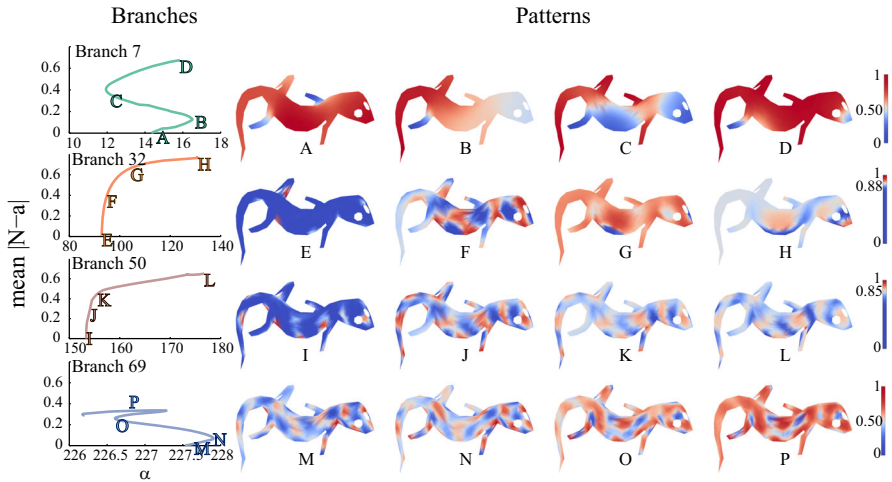 Branches
Patterns
mean |N−a|
Branch 7
0.6
0.4
0.2
0
10 12 14 16 18
D
C
B
A
A
B
C
D
1
0.50
0
Branch 32
0.6
0.4
0.2
0
80 100 120 140
H
G
F
E
E
F
G
H
1
0.88
0
Branch 50
0.6
0.4
0.2
0
150 160 170 180
L
K
J
I
I
J
K
L
1
0.85
0
Branch 69
0.6
0.4
0.2
0
226 226.5 227 227.5 228
P
O
N
M
α
M
N
O
P
1
0.50
0